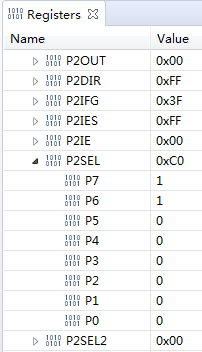 Registers
Name Value
P2OUT 0x00
P2DIR 0xFF
P2IFG 0x3F
P2IES 0xFF
P2IE 0x00
P2SEL 0xC0
P7 1
P6 1
P5 0
P4 0
P3 0
P2 0
P1 0
P0 0
P2SEL2 0x00